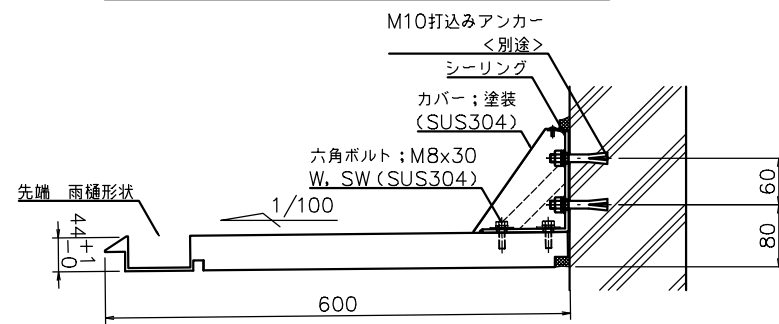 M10打込みアンカー
<別途>
シーリング
カバー；塗装
(SUS304)
六角ボルト；M8x30
W, SW(SUS304)
先端 雨樋形状
1/100
44 +1
-0
60
80
600